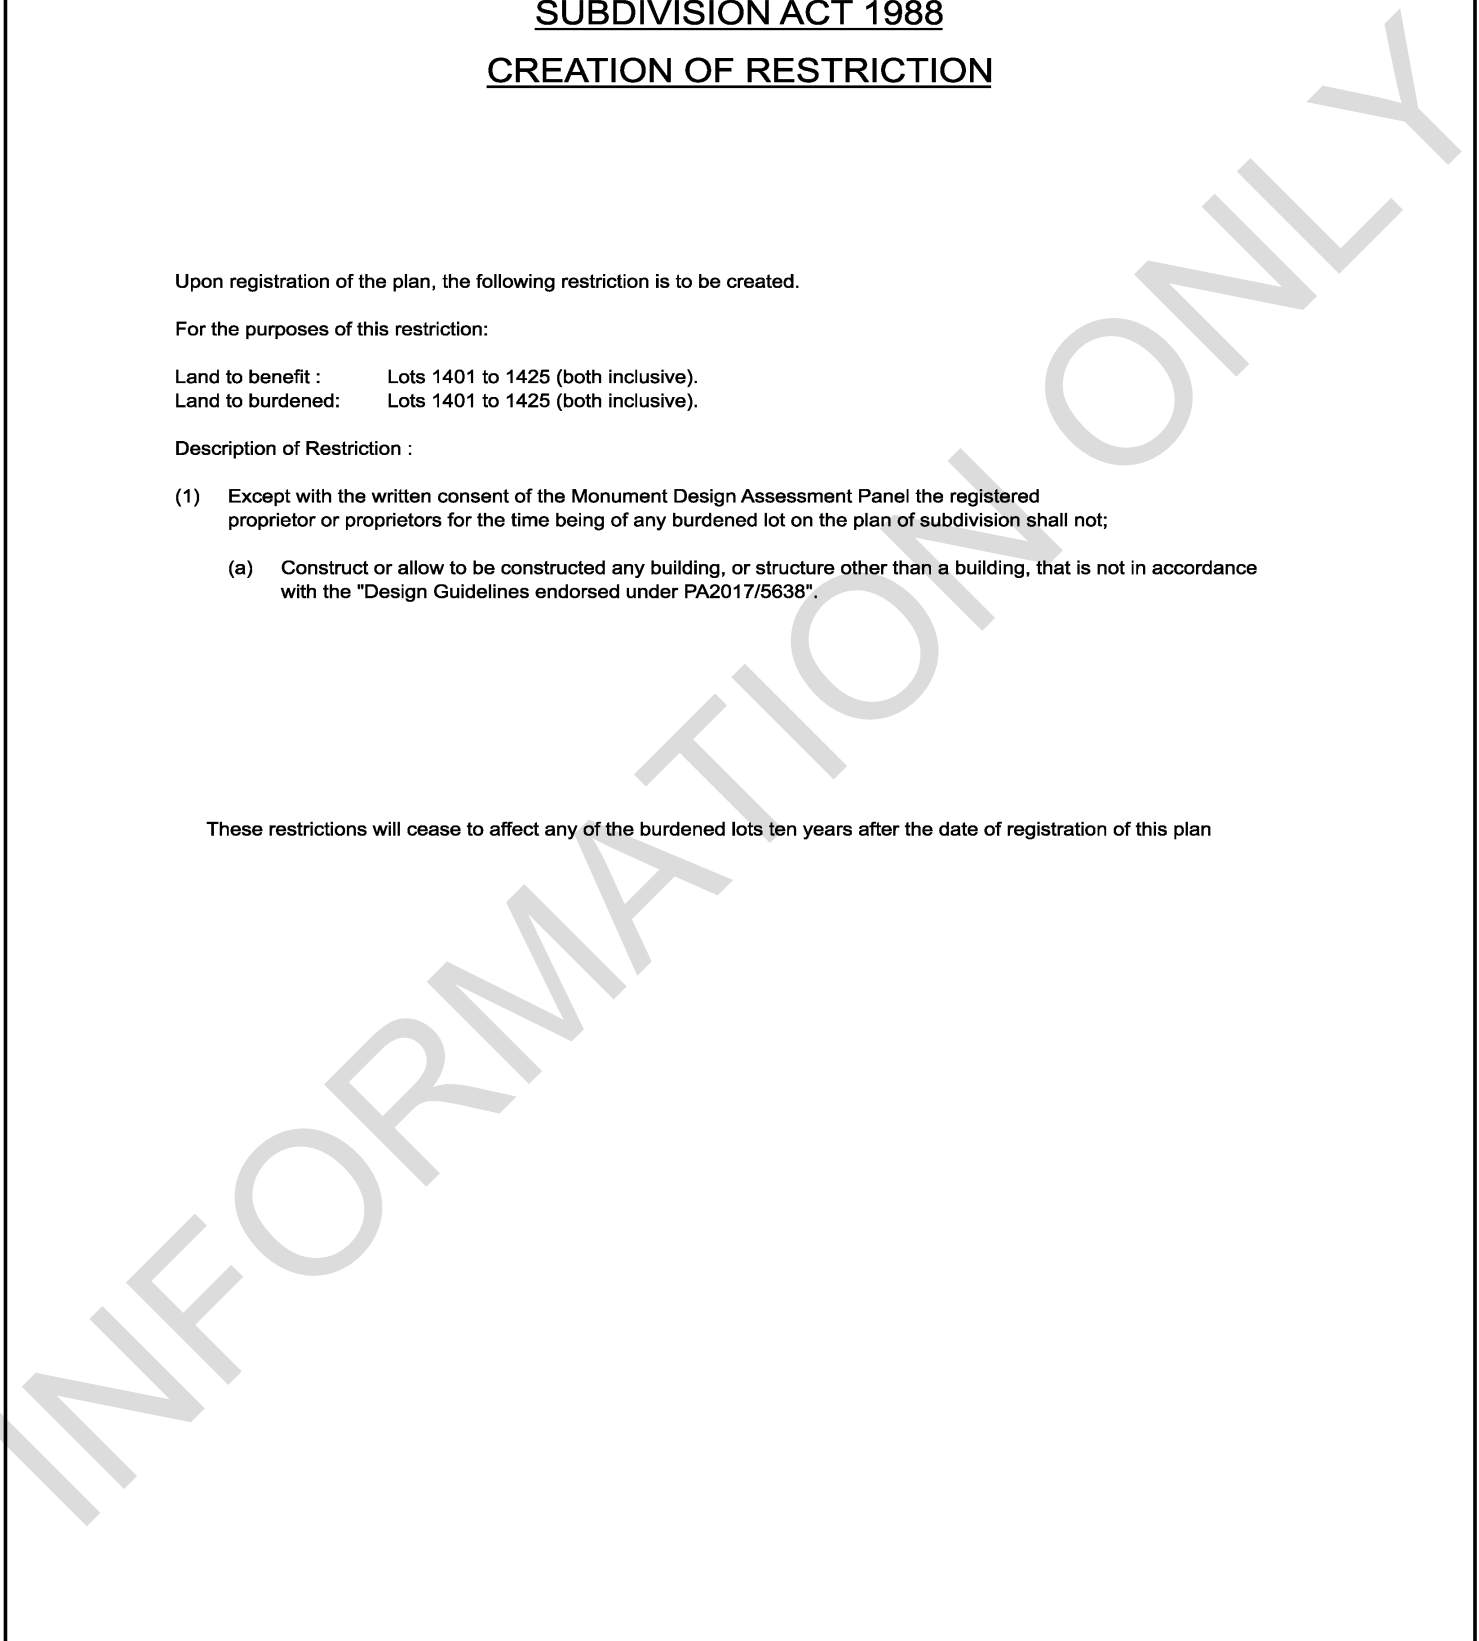 SUBDIVISION ACT 1988
CREATION OF RESTRICTION
Upon registration of the plan, the following restriction is to be created.
For the purposes of this restriction:
Land to benefit : Lots 1401 to 1425 (both inclusive).
Land to burdened: Lots 1401 to 1425 (both inclusive).
Description of Restriction :
(1) Except with the written consent of the Monument Design Assessment Panel the registered
proprietor or proprietors for the time being of any burdened lot on the plan of subdivision shall not;
(a) Construct or allow to be constructed any building, or structure other than a building, that is not in accordance
with the "Design Guidelines endorsed under PA2017/5638".
These restrictions will cease to affect any of the burdened lots ten years after the date of registration of this plan
INFORMATION ONLY